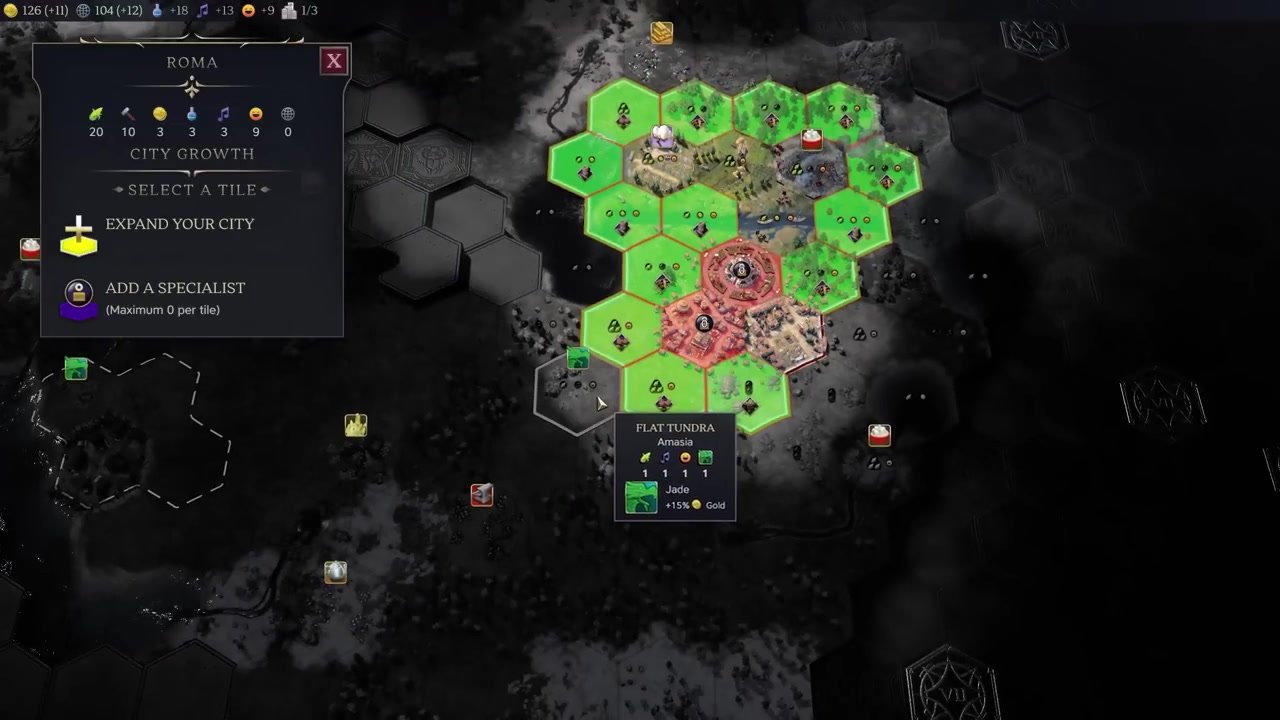 126 (+11) 104 (+12) +18 +13 +9 1/3
ROMA
X
20 10 3 3 3 9 0
CITY GROWTH
SELECT A TILE
EXPAND YOUR CITY
ADD A SPECIALIST
(Maximum 0 per tile)
FLAT TUNDRA
Amasia
1 1 1 1
Jade
+15% Gold